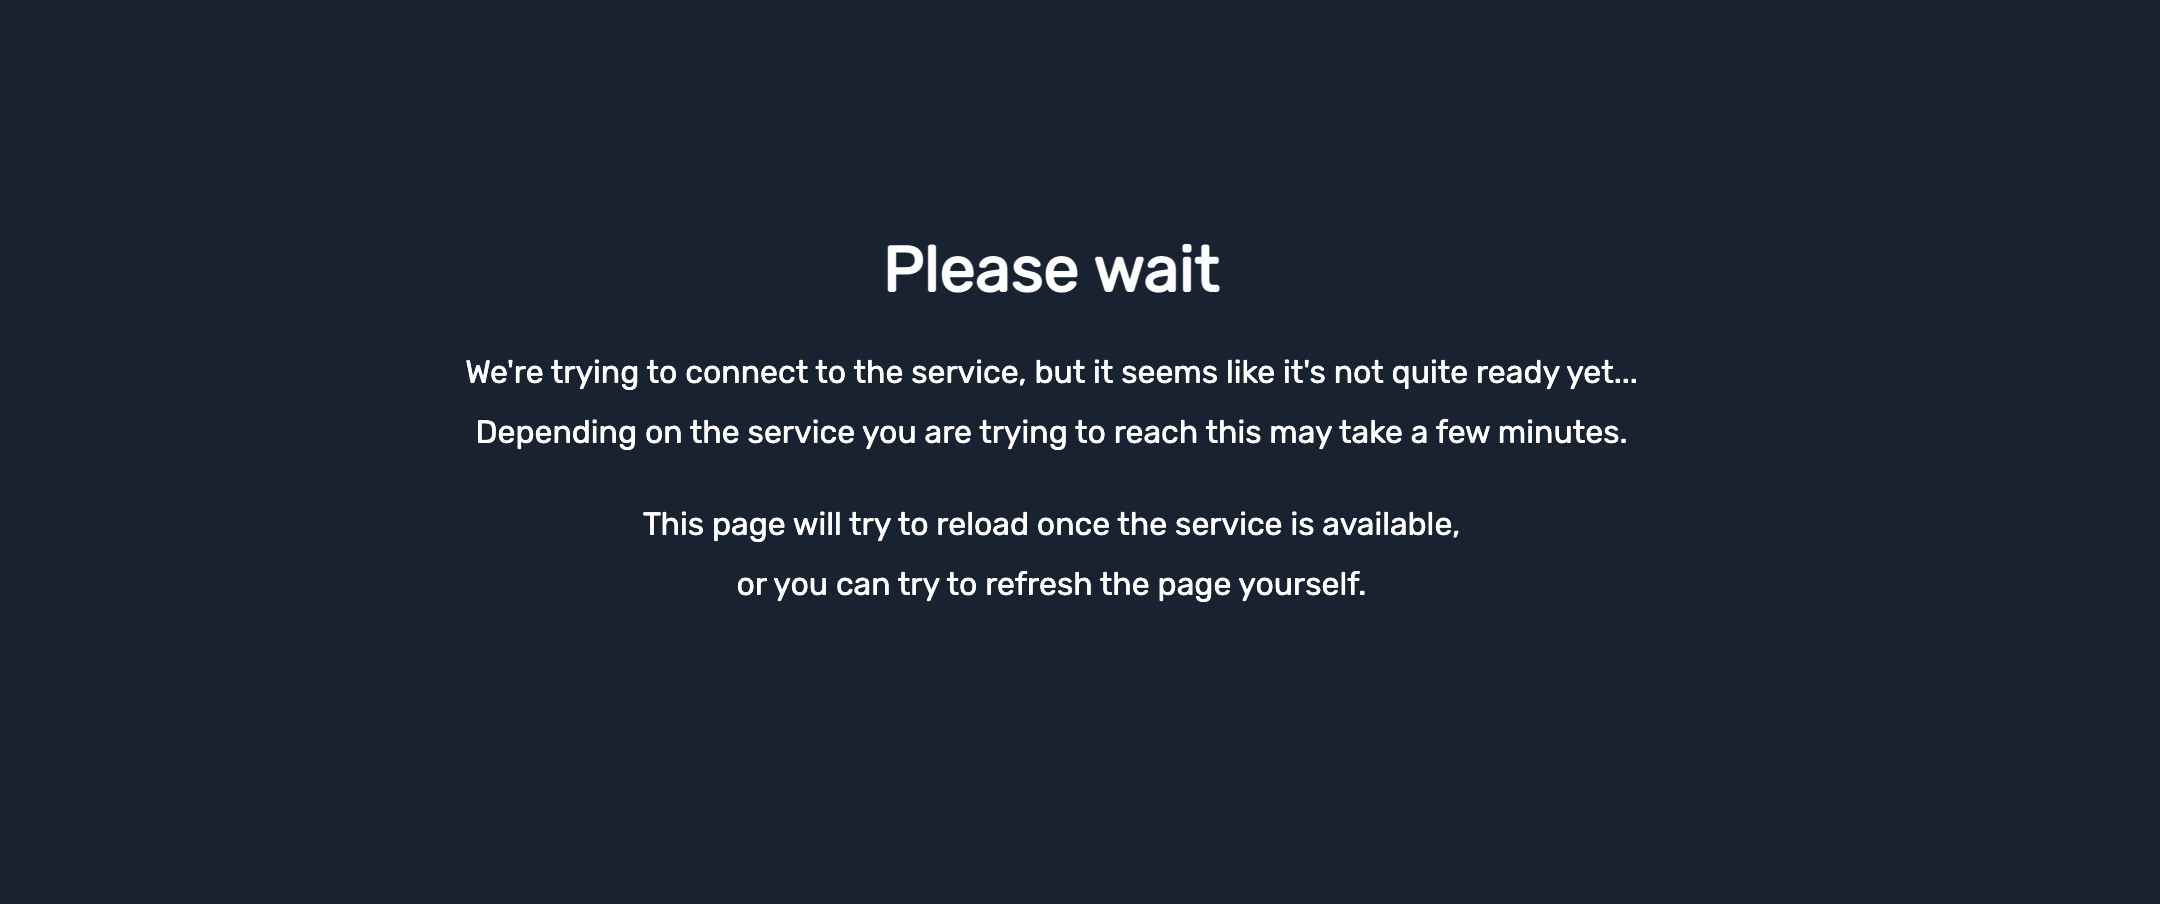 Please wait
We're trying to connect to the service, but it seems like it's not quite ready yet...
Depending on the service you are trying to reach this may take a few minutes.
This page will try to reload once the service is available,
or you can try to refresh the page yourself.